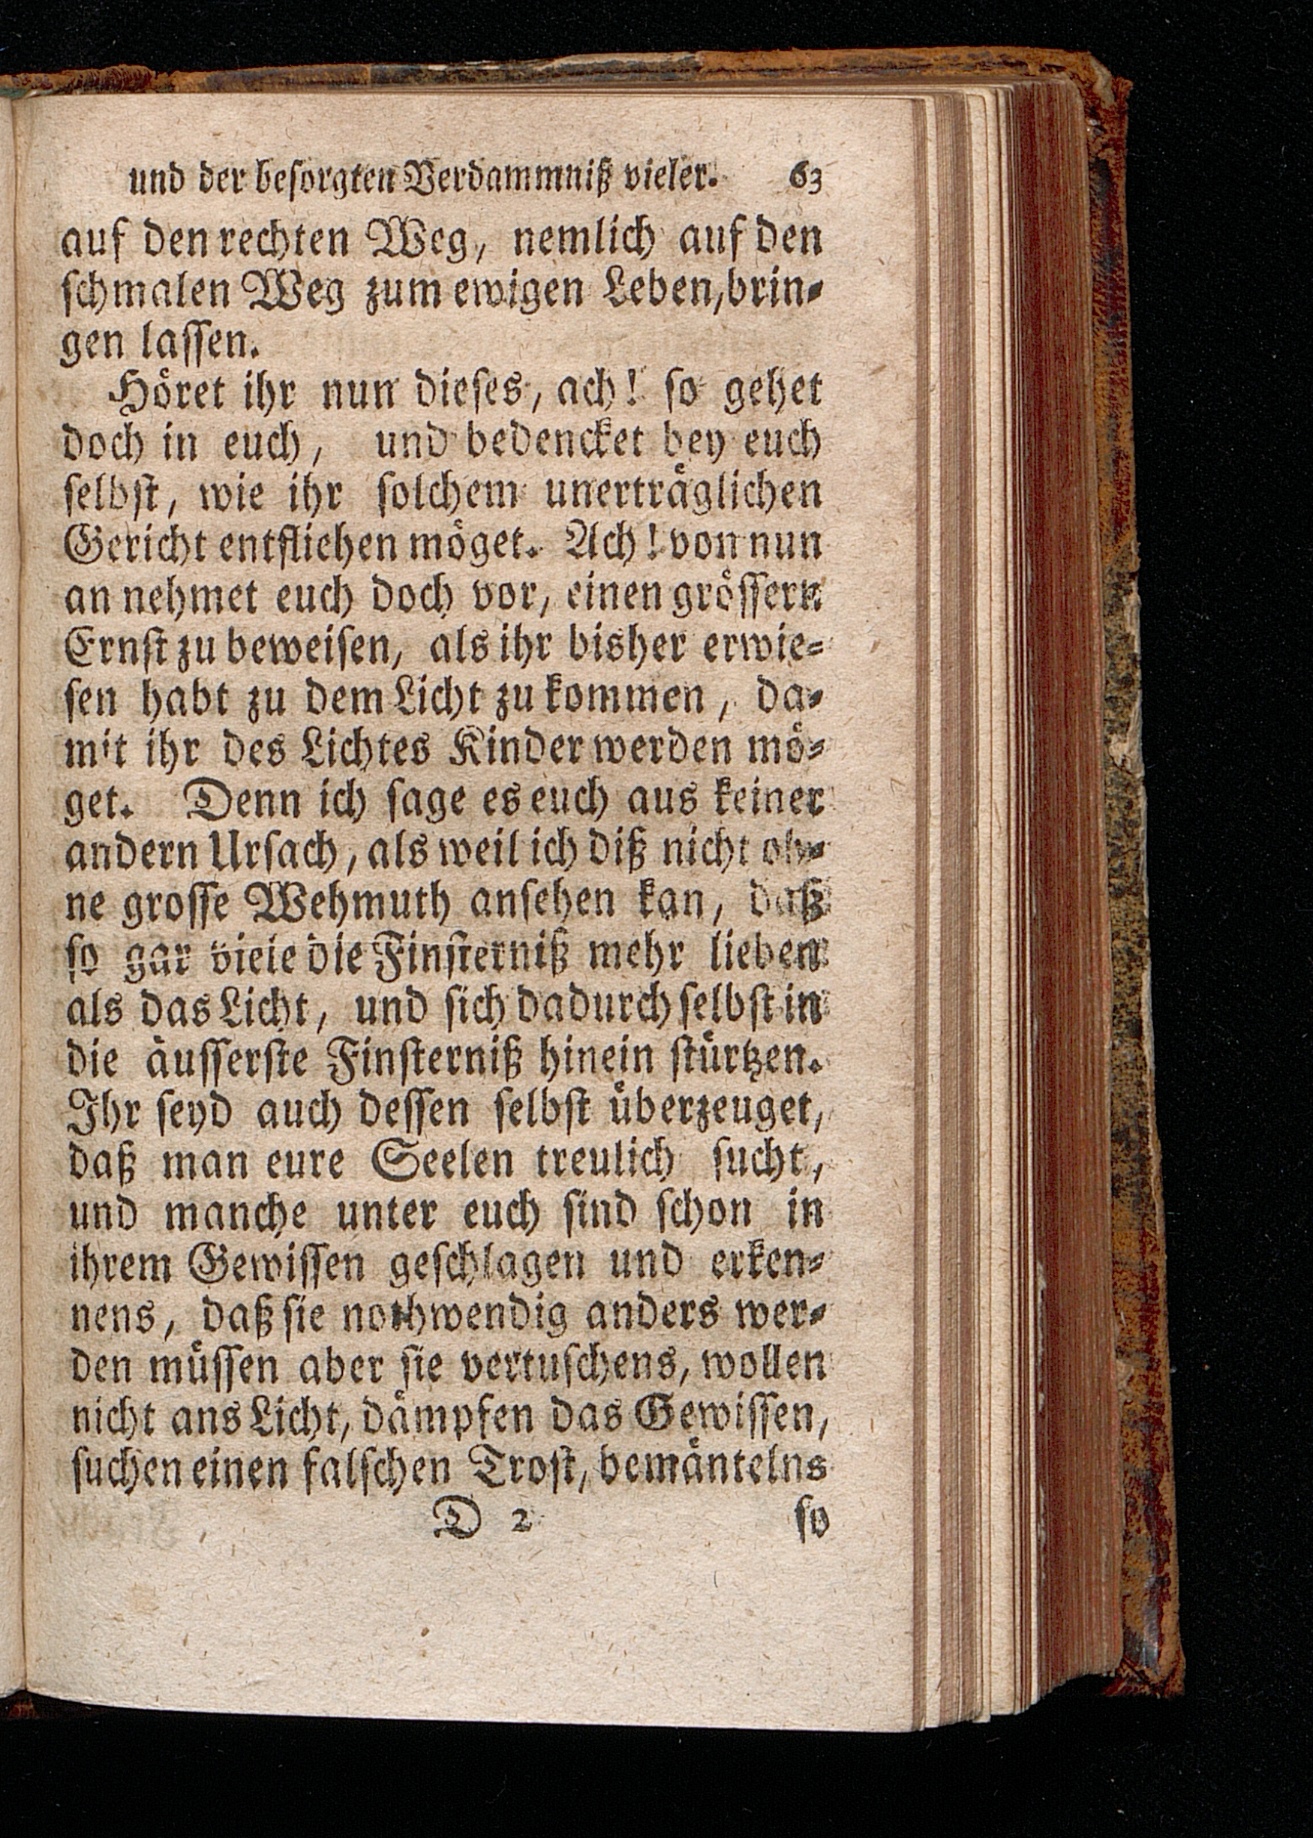 und der besorgten Verdammniß vieler. 63
auf den rechten Weg, nemlich auf den
schmalen Weg zum ewigen Leben, brin-
gen lassen.
Höret ihr nun dieses, ach! so gehet
doch in euch, und bedencket bey euch
selbst, wie ihr solchem unerträglichen
Gericht entfliehen möget. Ach! von nun
an nehmet euch doch vor, einen grössern
Ernst zu beweisen, als ihr bisher erwie-
sen habt zu dem Licht zu kommen, da-
mit ihr des Lichtes Kinder werden mö-
get. Denn ich sage es euch aus keiner
andern Ursach, als weil ich diß nicht oh-
ne grosse Wehmuth ansehen kan, daß
so gar viele die Finsterniß mehr lieben
als das Licht, und sich dadurch selbst in
die äusserste Finsterniß hinein stürtzen.
Ihr seyd auch dessen selbst überzeuget,
daß man eure Seelen treulich sucht,
und manche unter euch sind schon in
ihrem Gewissen geschlagen und erken-
nens, daß sie nothwendig anders wer-
den müssen aber sie vertuschens, wollen
nicht ans Licht, dämpfen das Gewissen,
suchen einen falschen Trost, bemäntelns
D 2 so